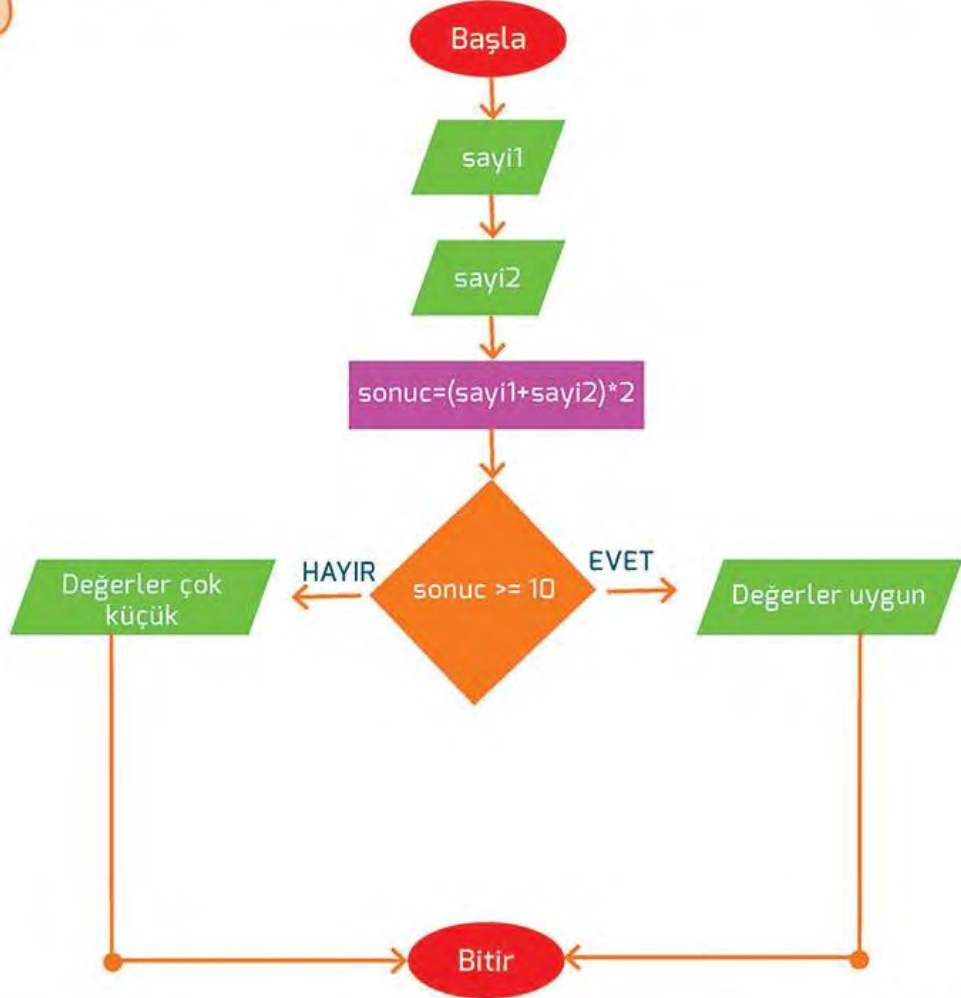 Başla
sayi1
sayi2
sonuc=(sayi1+sayi2)*2
HAYIR
EVET
Değerler çok
küçük
sonuc >= 10
Değerler uygun
Bitir